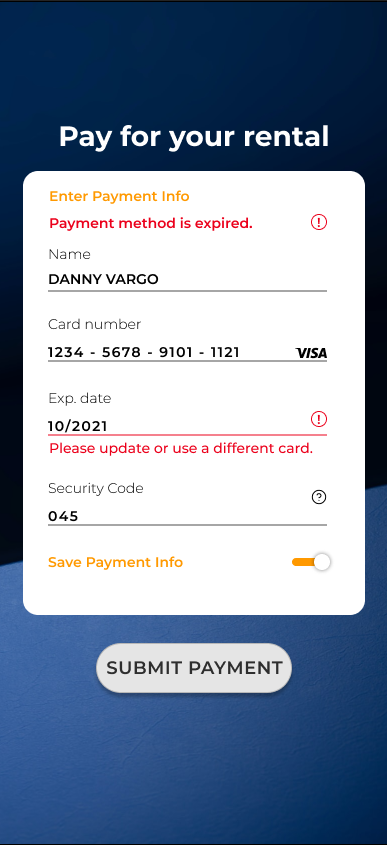 Pay for your rental
Enter Payment Info
Payment method is expired.
Name
DANNY VARGO
Card number
1234 - 5678 - 9101 - 1121 VISA
Exp. date
10/2021
Please update or use a different card.
Security Code
045
Save Payment Info
SUBMIT PAYMENT